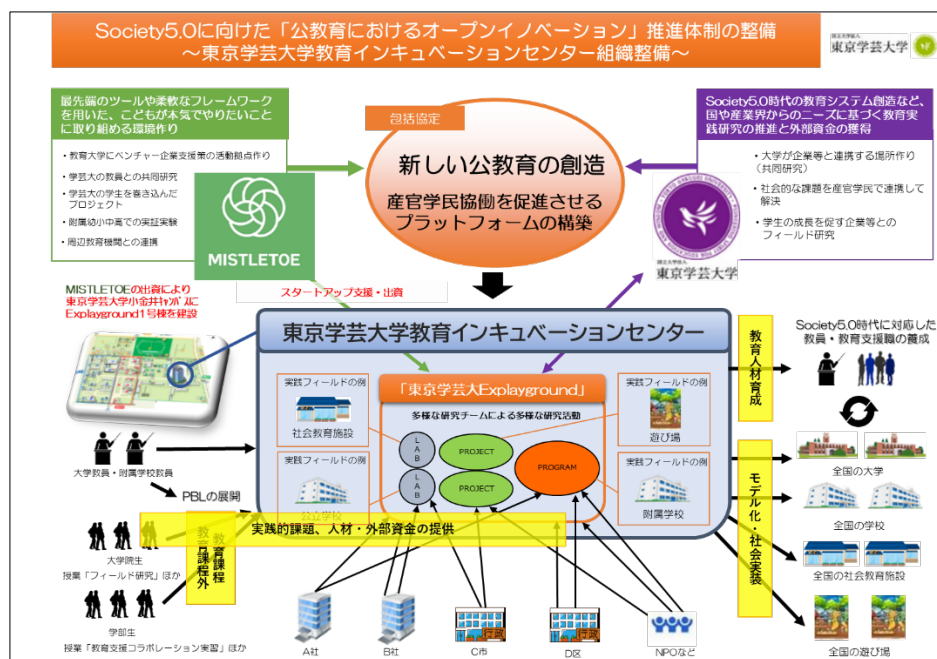 Society5.0に向けた「公教育におけるオープンイノベーション」推進体制の整備
～東京学芸大学教育インキュベーションセンター組織整備～
国立大学法人
東京学芸大学
最先端のツールや柔軟なフレームワーク
を用いた、こどもが本気でやりたいこと
に取り組める環境作り
・教育大学にベンチャー企業支援策の活動拠点作り
・学芸大の教員との共同研究
・学芸大の学生を巻き込んだ
プロジェクト
・附属幼小中高での実証実験
・周辺教育機関との連携
MISTLETOE
包括協定
新しい公教育の創造
産官学民協働を促進させる
プラットフォームの構築
Society5.0時代の教育システム創造など、
国や産業界からのニーズに基づく教育実
践研究の推進と外部資金の獲得
・大学が企業等と連携する場所作り
（共同研究）
・社会的な課題を産官学民で連携して
解決
・学生の成長を促す企業等との
フィールド研究
国立大学法人
東京学芸大学
スタートアップ支援・出資
MISTLETOEの出資により
東京学芸大学小金井ｷｬﾝﾊﾟｽに
Explayground1号棟を建設
東京学芸大学教育インキュベーションセンター
実践フィールドの例
社会教育施設
実践フィールドの例
公立学校
「東京学芸大Explayground」
多様な研究チームによる多様な研究活動
LAB
LAB
PROJECT
PROJECT
PROGRAM
実践フィールドの例
遊び場
実践フィールドの例
附属学校
大学教員・附属学校教員
PBLの展開
大学院生
授業「フィールド研究」ほか
学部生
授業「教育支援コラボレーション実習」ほか
教育課程
教育課程外
実践的課題、人材・外部資金の提供
A社
B社
行政
C市
行政
D区
NPOなど
教育人材育成
Society5.0時代に対応した
教員・教育支援職の養成
モデル化・社会実装
全国の大学
全国の学校
全国の社会教育施設
全国の遊び場